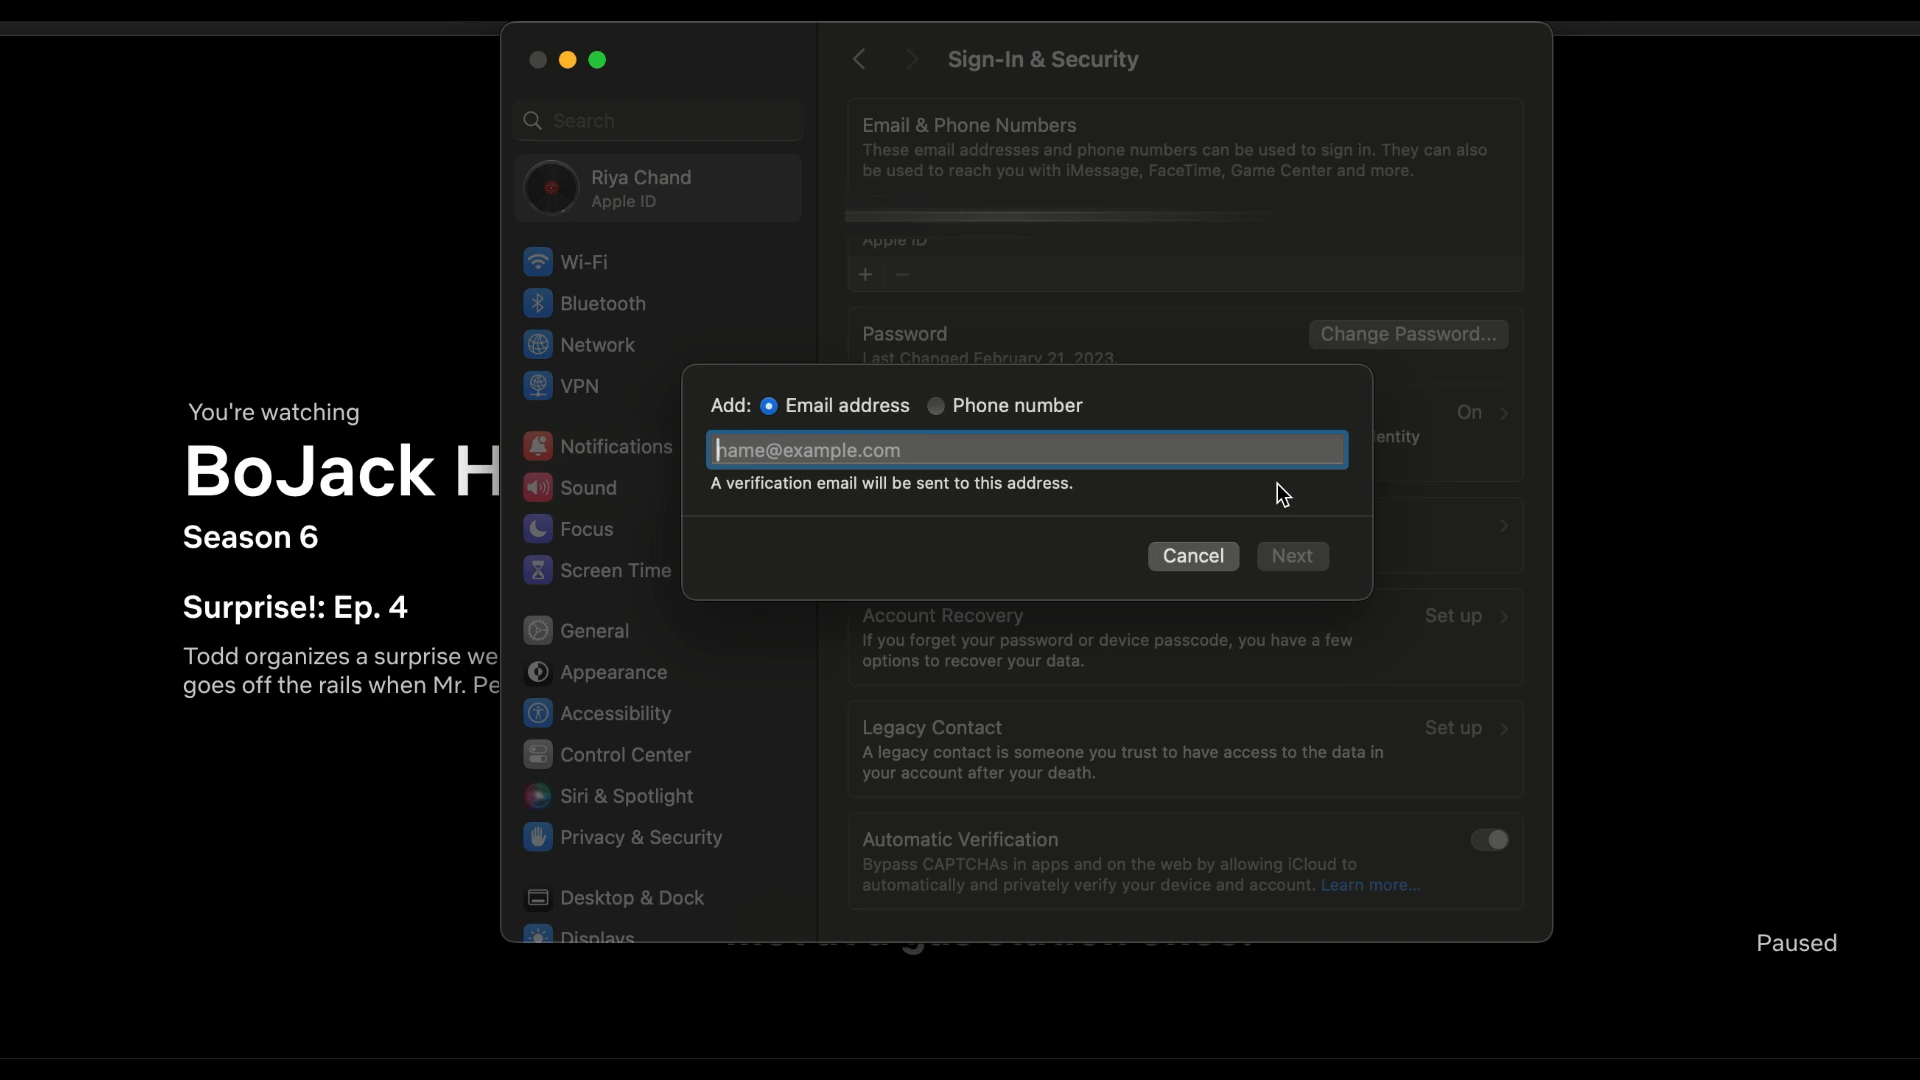 Sign-In & Security
Search
Riya Chand
Apple ID
Wi-Fi
Bluetooth
Network
VPN
Notifications
Sound
Focus
Screen Time
General
Appearance
Accessibility
Control Center
Siri & Spotlight
Privacy & Security
Desktop & Dock
Displays
Email & Phone Numbers
These email addresses and phone numbers can be used to sign in. They can also
be used to reach you with iMessage, FaceTime, Game Center and more.
Apple ID
Password
Change Password...
Last Changed February 21, 2023
On
Add: Email address Phone number
name@example.com
A verification email will be sent to this address.
Cancel
Next
Account Recovery
Set up
If you forget your password or device passcode, you have a few
options to recover your data.
Legacy Contact
Set up
A legacy contact is someone you trust to have access to the data in
your account after your death.
Automatic Verification
Bypass CAPTCHAs in apps and on the web by allowing iCloud to
automatically and privately verify your device and account. Learn more...
You're watching
BoJack H
Season 6
Surprise!: Ep. 4
Todd organizes a surprise we
goes off the rails when Mr. Pe
Paused